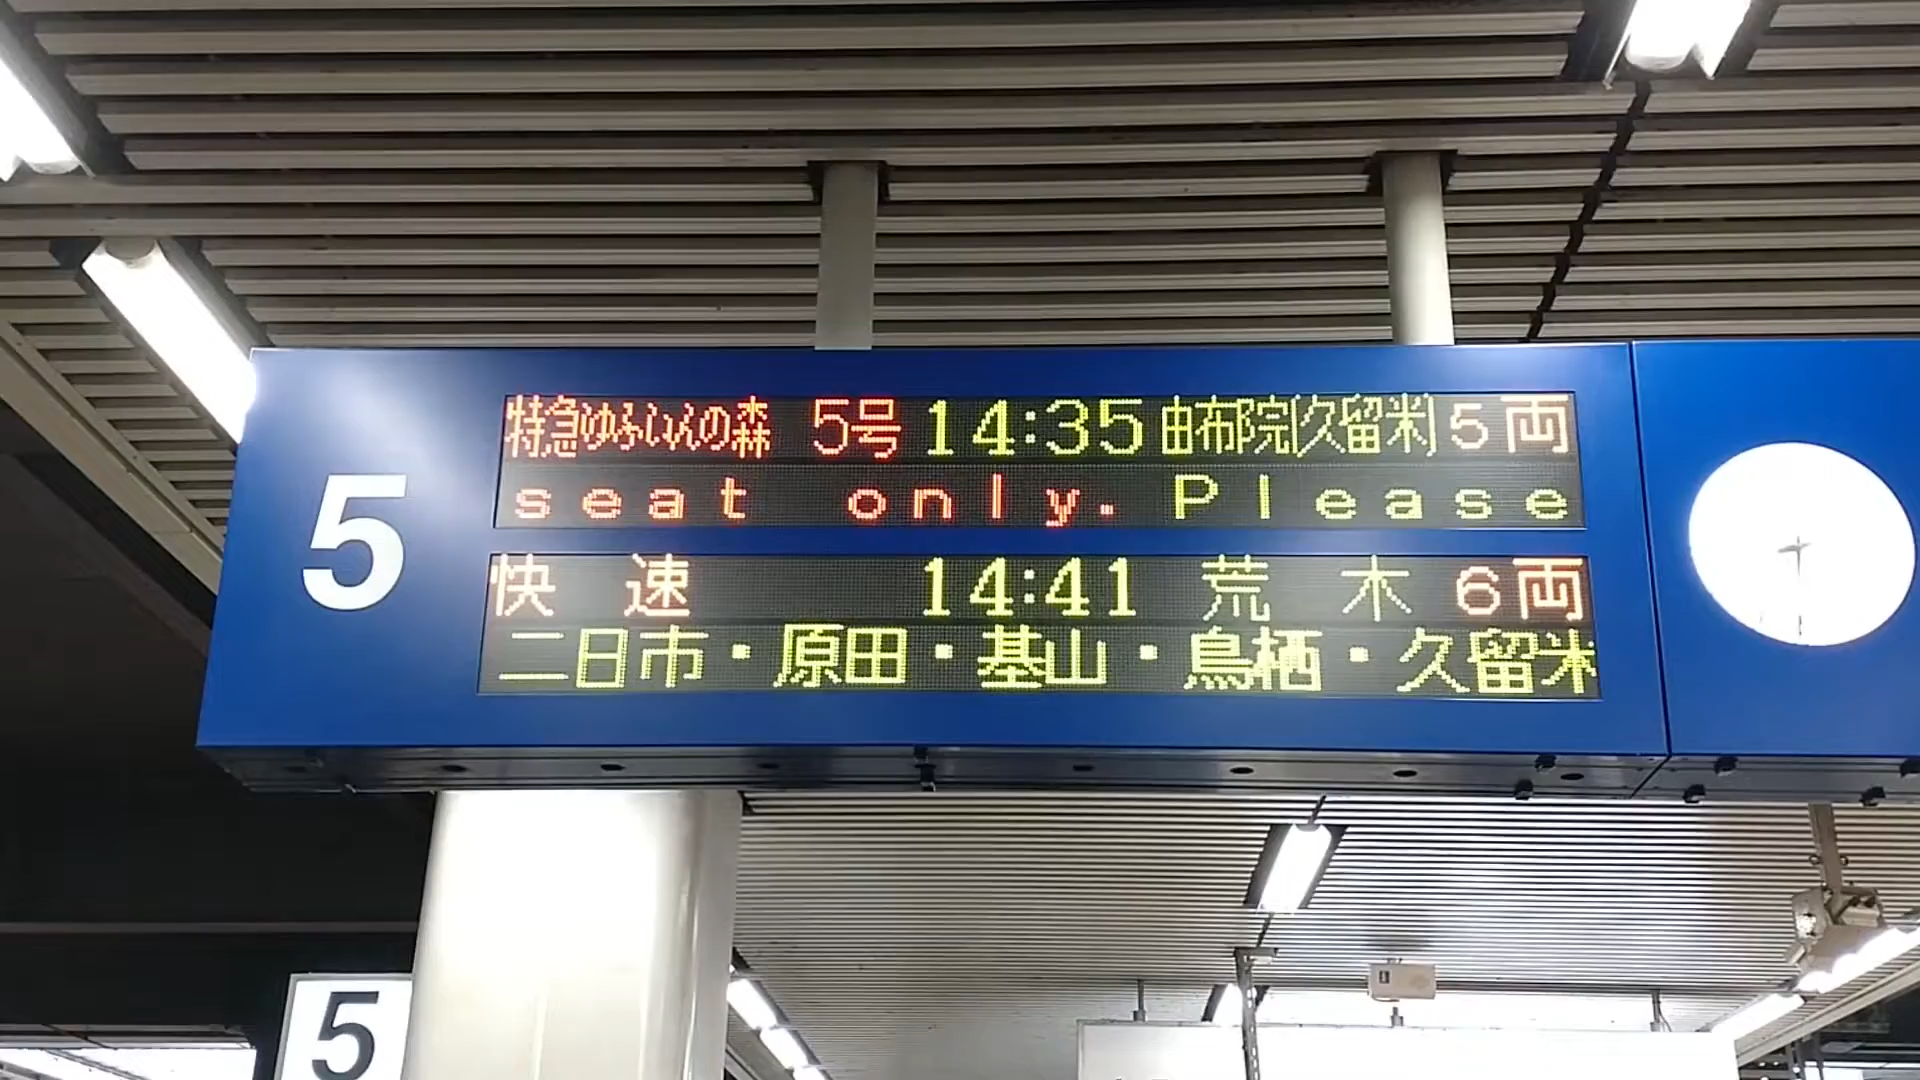 5
特急ゆふいんの森 5号 14:35 由布院(久留米) 5両
seat only. Please
快速 14:41 荒木 6両
二日市・原田・基山・鳥栖・久留米
5